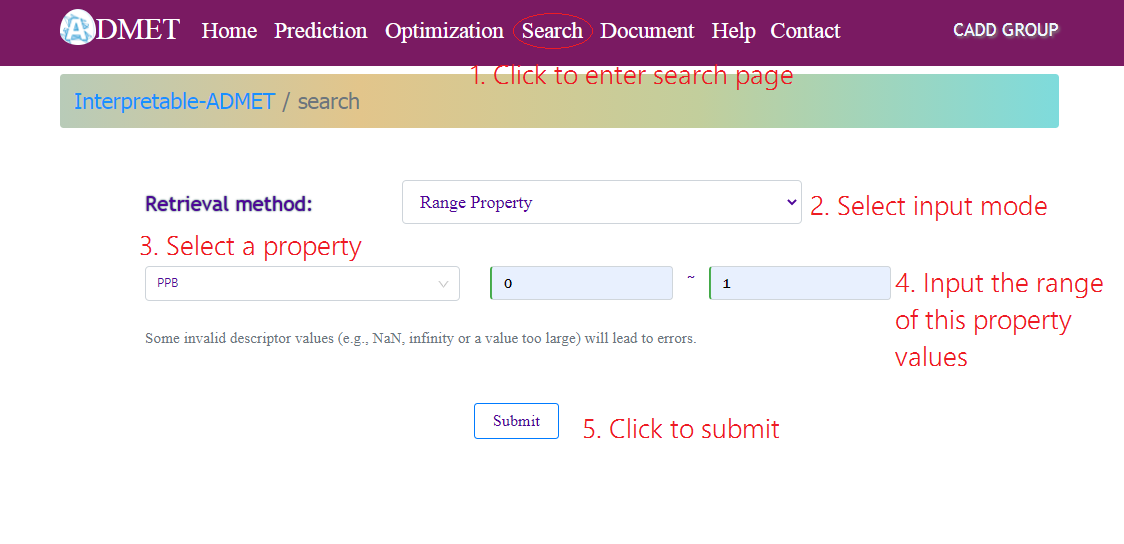 ADMET Home Prediction Optimization Search Document Help Contact CADD GROUP
1. Click to enter search page
Interpretable-ADMET / search
Retrieval method: Range Property 2. Select input mode
3. Select a property
PPB 0 ~ 1 4. Input the range
of this property
values
Some invalid descriptor values (e.g., NaN, infinity or a value too large) will lead to errors.
Submit 5. Click to submit